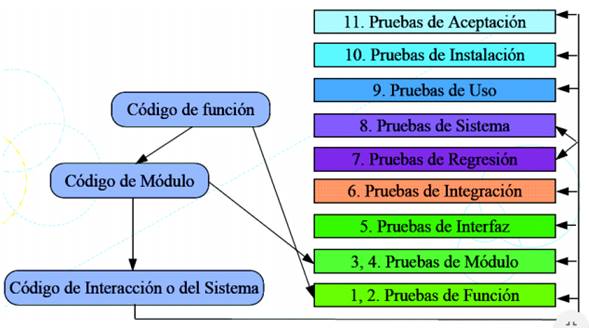 11. Pruebas de Aceptación
10. Pruebas de Instalación
9. Pruebas de Uso
Código de función
8. Pruebas de Sistema
7. Pruebas de Regresión
Código de Módulo
6. Pruebas de Integración
5. Pruebas de Interfaz
3, 4. Pruebas de Módulo
Código de Interacción o del Sistema
1, 2. Pruebas de Función